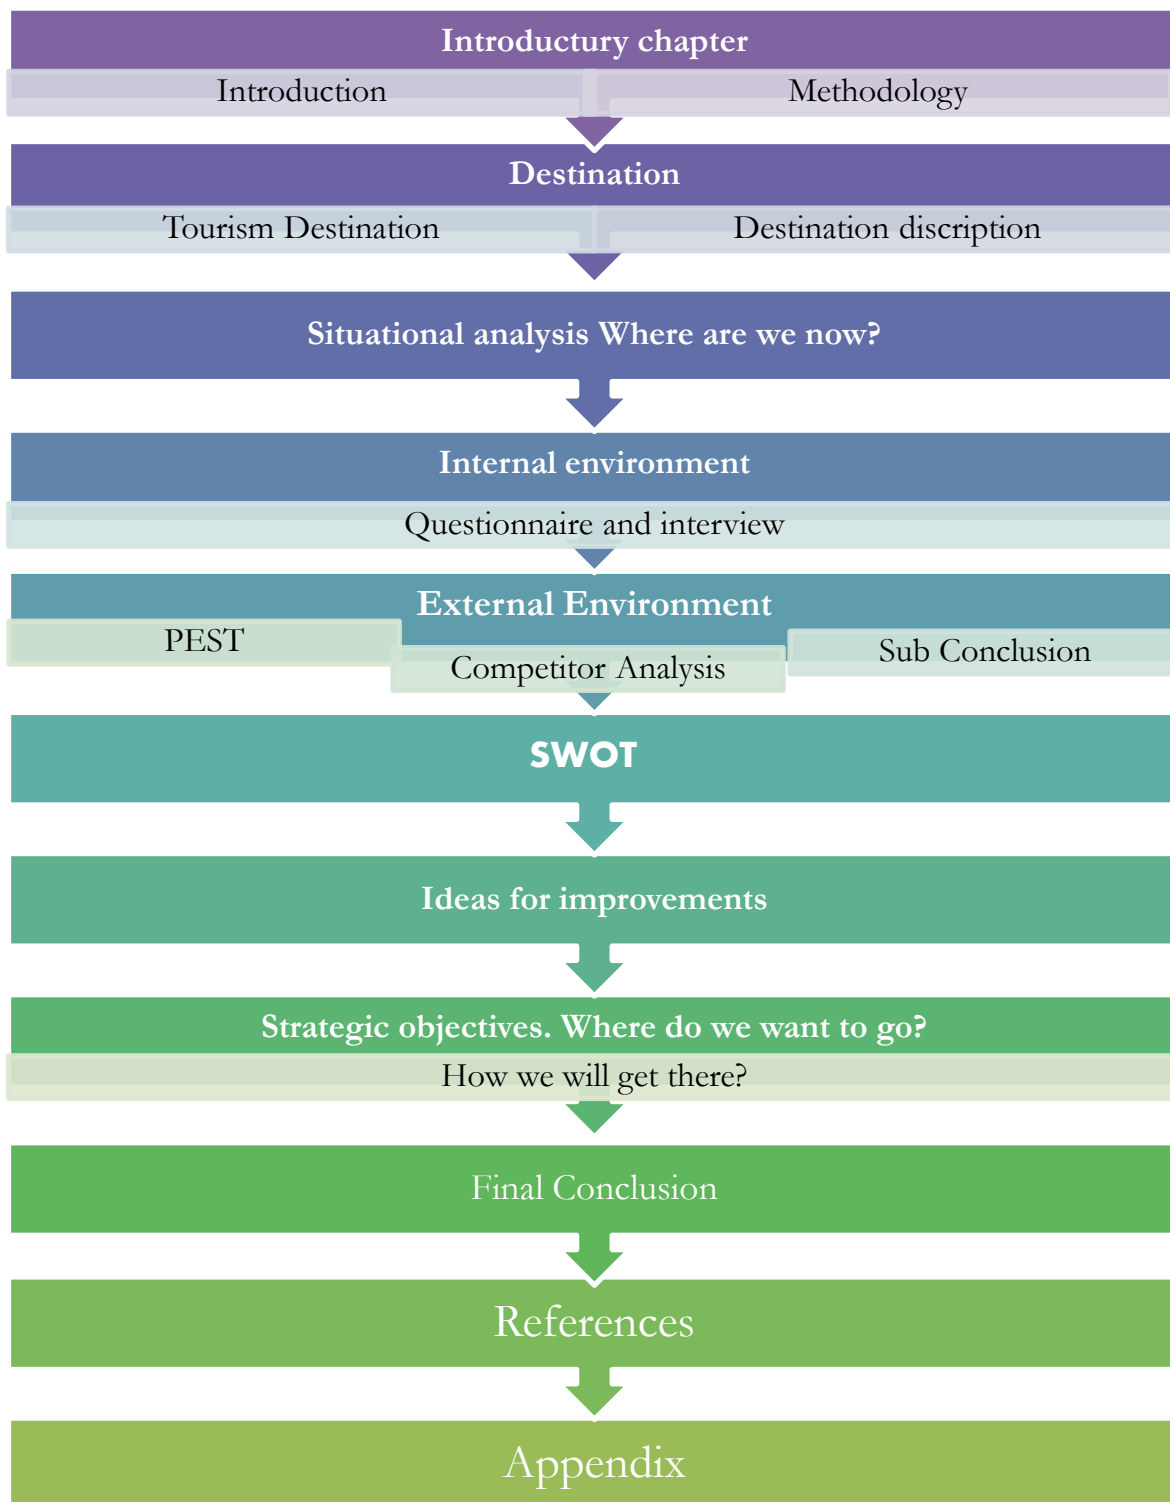 Introductury chapter
Introduction
Methodology
Destination
Tourism Destination
Destination discription
Situational analysis Where are we now?
Internal environment
Questionnaire and interview
External Environment
PEST
Competitor Analysis
Sub Conclusion
SWOT
Ideas for improvements
Strategic objectives. Where do we want to go?
How we will get there?
Final Conclusion
References
Appendix